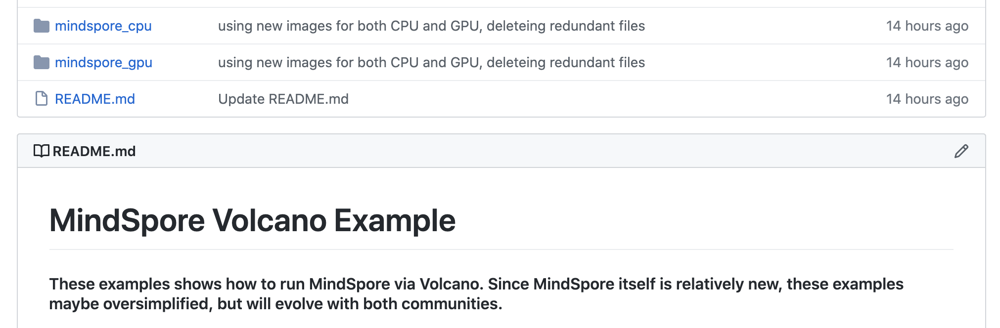 mindspore_cpu using new images for both CPU and GPU, deleteing redundant files 14 hours ago
mindspore_gpu using new images for both CPU and GPU, deleteing redundant files 14 hours ago
README.md Update README.md 14 hours ago
README.md
MindSpore Volcano Example
These examples shows how to run MindSpore via Volcano. Since MindSpore itself is relatively new, these examples
maybe oversimplified, but will evolve with both communities.